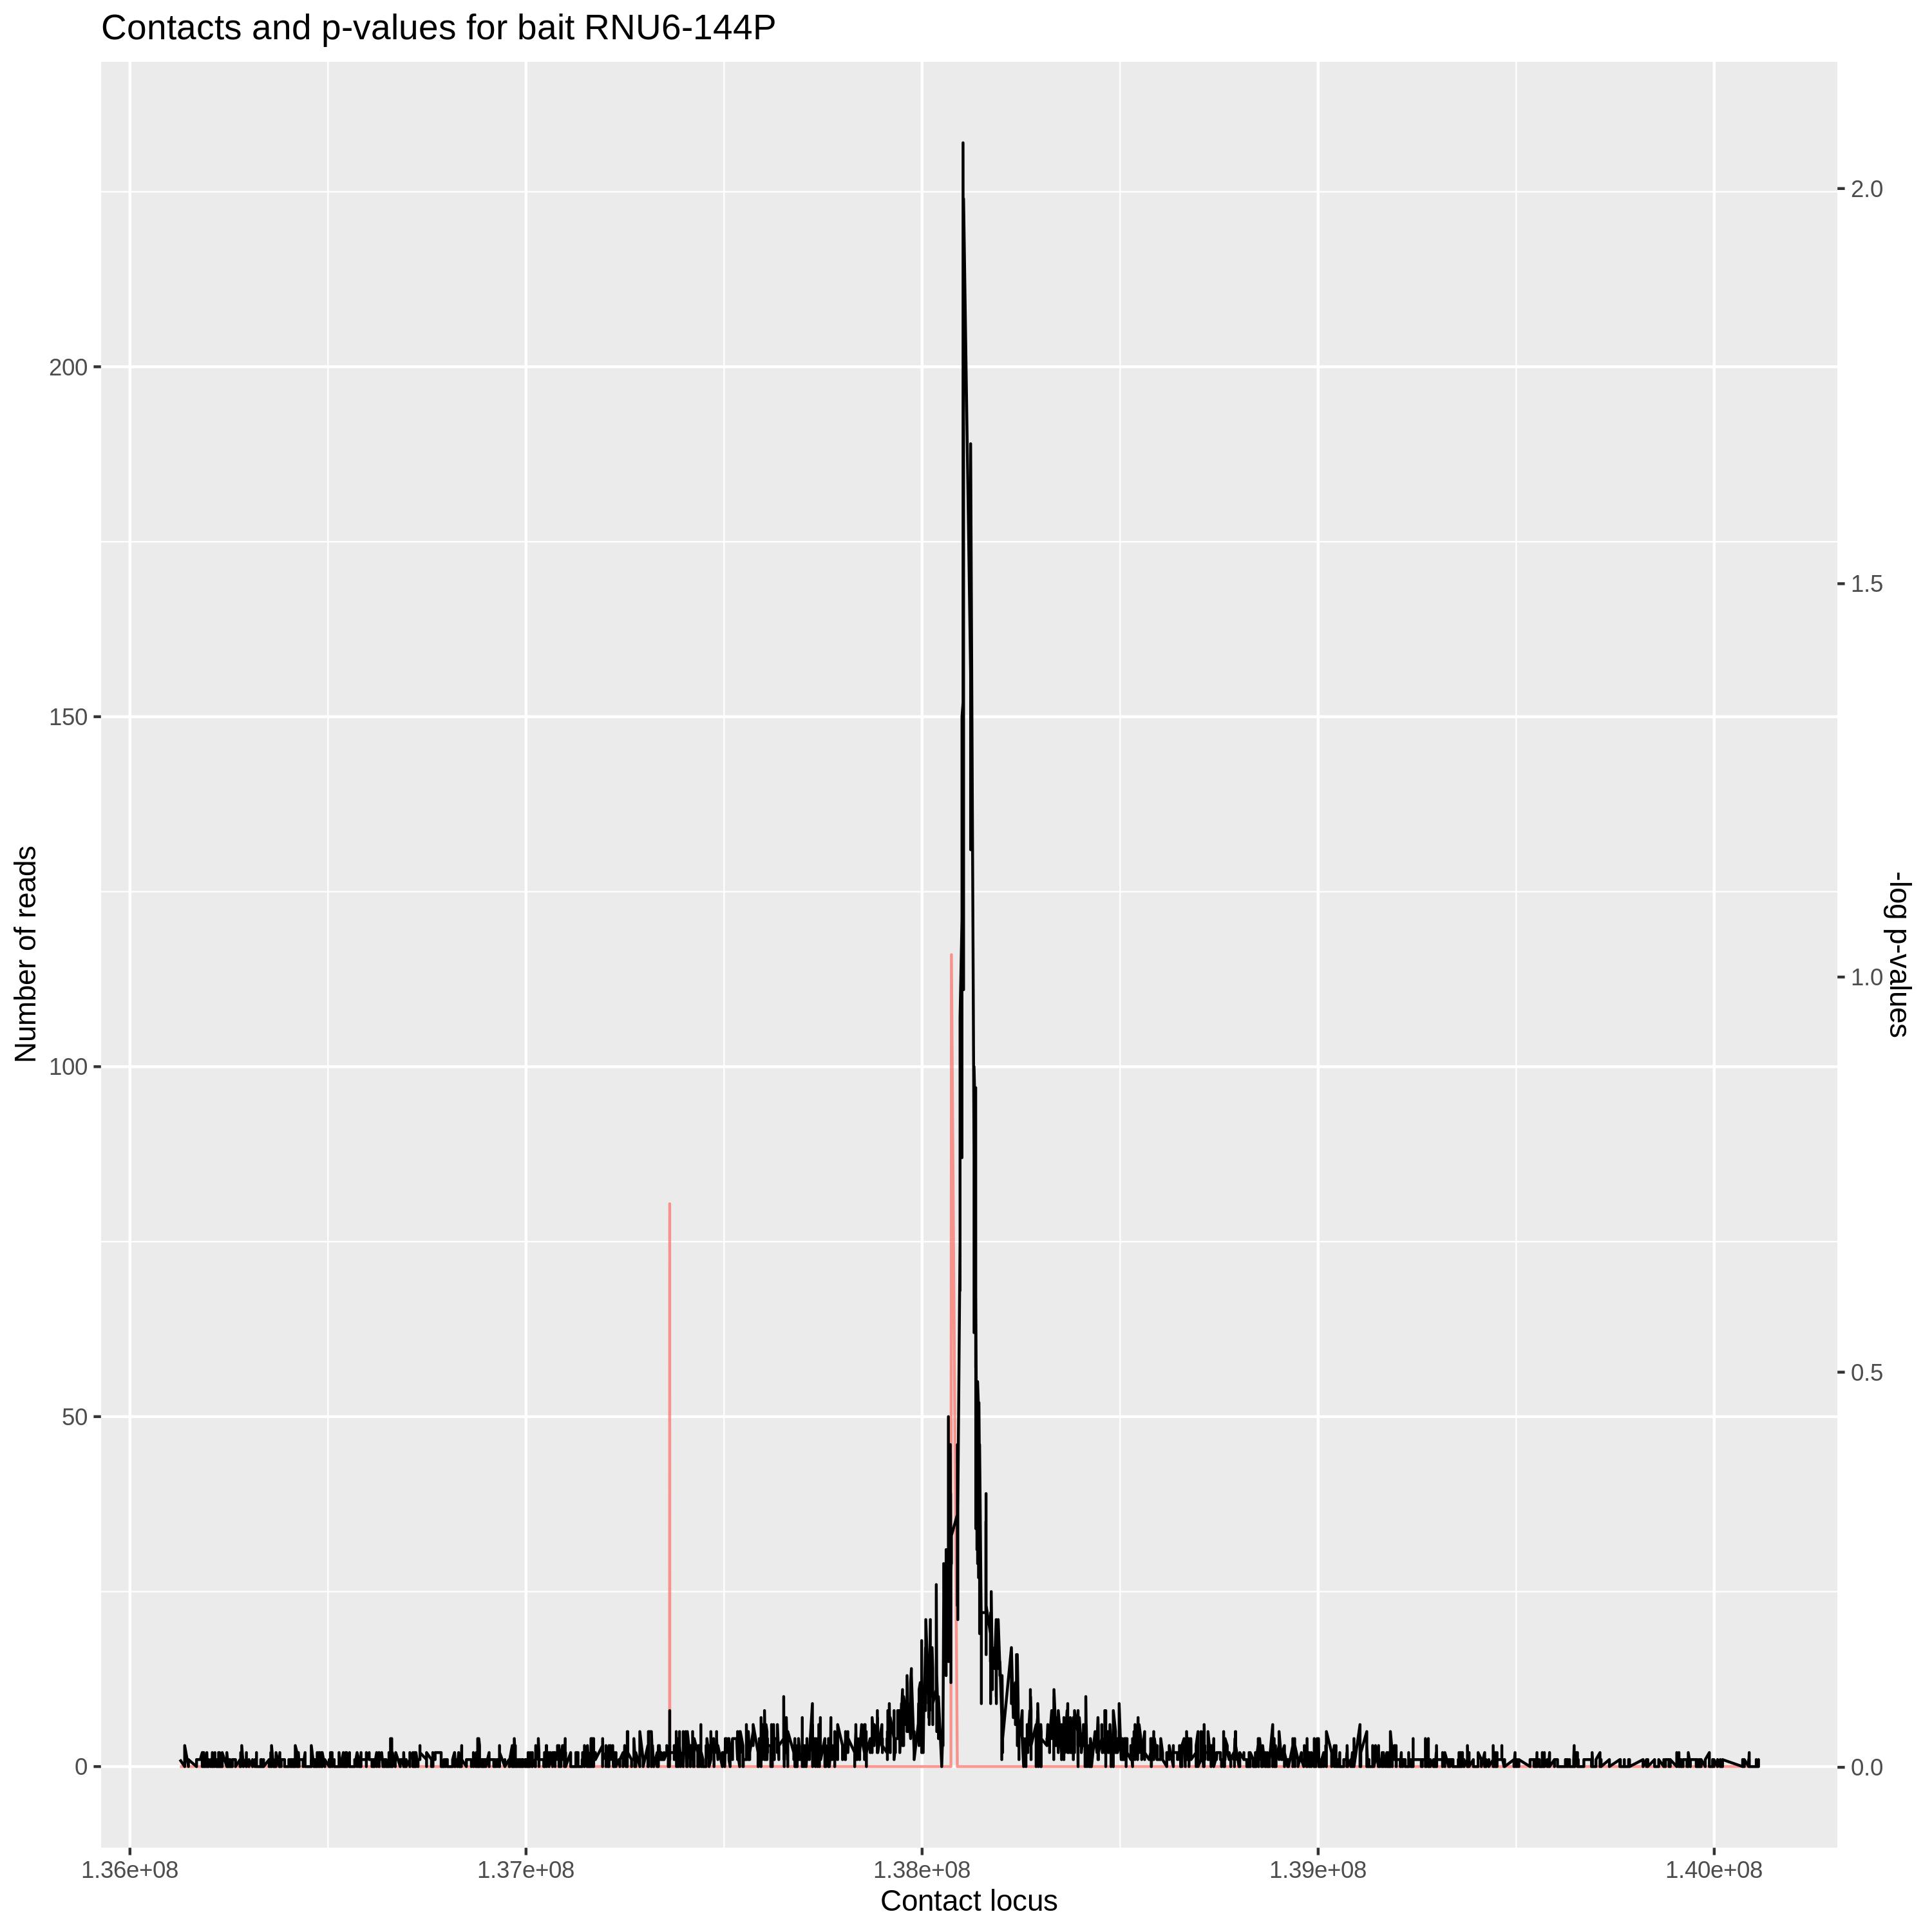 Contacts and p-values for bait RNU6-144P
200
150
100
50
0
2.0
1.5
1.0
0.5
0.0
Number of reads
-log p-values
1.36e+08
1.37e+08
1.38e+08
1.39e+08
1.40e+08
Contact locus